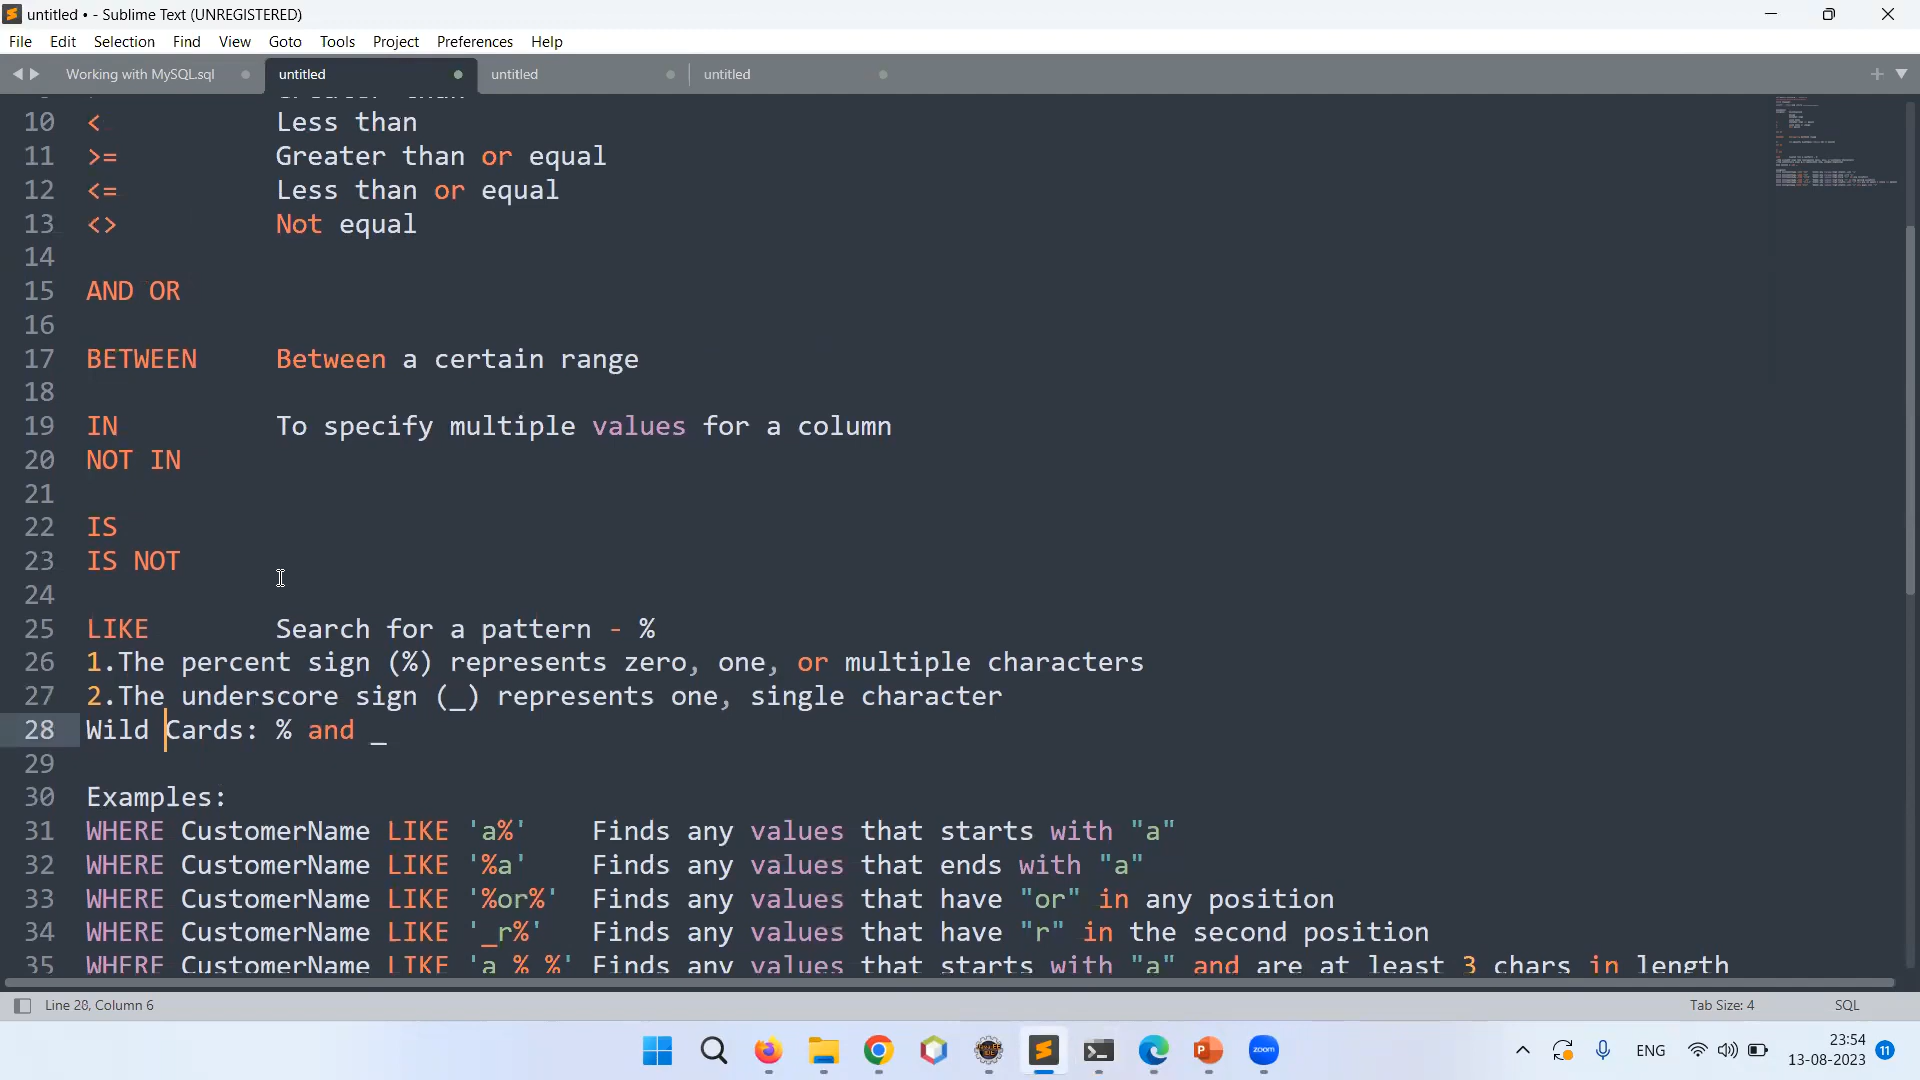 untitled • - Sublime Text (UNREGISTERED)
File Edit Selection Find View Goto Tools Project Preferences Help
Working with MySQL.sql untitled untitled untitled
10 < Less than
11 >= Greater than or equal
12 <= Less than or equal
13 <> Not equal
14
15 AND OR
16
17 BETWEEN Between a certain range
18
19 IN To specify multiple values for a column
20 NOT IN
21
22 IS
23 IS NOT
24
25 LIKE Search for a pattern - %
26 1.The percent sign (%) represents zero, one, or multiple characters
27 2.The underscore sign (_) represents one, single character
28 Wild Cards: % and _
29
30 Examples:
31 WHERE CustomerName LIKE 'a%' Finds any values that starts with "a"
32 WHERE CustomerName LIKE '%a' Finds any values that ends with "a"
33 WHERE CustomerName LIKE '%or%' Finds any values that have "or" in any position
34 WHERE CustomerName LIKE '_r%' Finds any values that have "r" in the second position
35 WHERE CustomerName LIKE 'a_%_%' Finds any values that starts with "a" and are at least 3 chars in length
Line 28, Column 6 Tab Size: 4 SQL
zoom ENG 23:54 11
13-08-2023